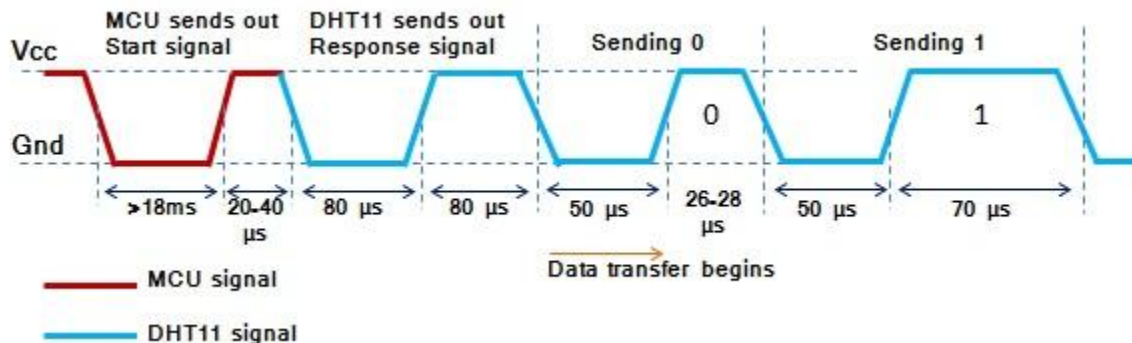 MCU sends out
Start signal
DHT11 sends out
Response signal
Sending 0
Sending 1
Vcc
Gnd
0
1
>18ms
20-40
µs
80 µs
80 µs
50 µs
26-28
µs
50 µs
70 µs
Data transfer begins
MCU signal
DHT11 signal